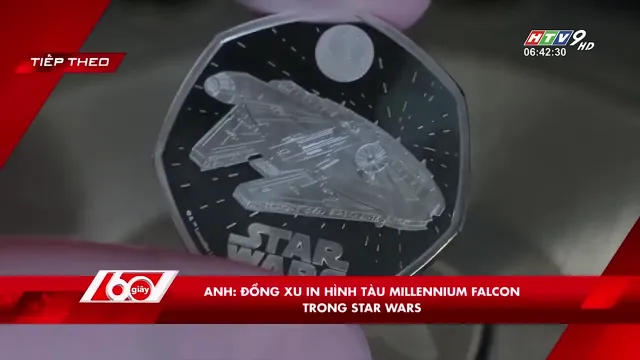 TIẾP THEO
HTV9 HD
06:42:30
STAR
WARS
60 giây
ANH: ĐỒNG XU IN HÌNH TÀU MILLENNIUM FALCON
TRONG STAR WARS